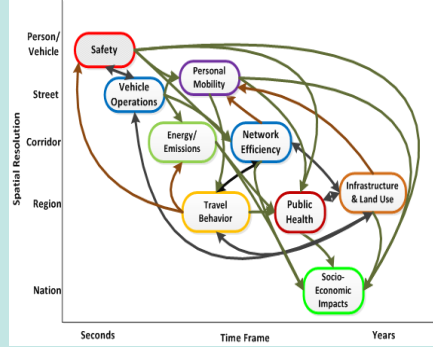 Person/
Vehicle
Street
Corridor
Region
Nation
Spatial Resolution
Safety
Personal
Mobility
Vehicle
Operations
Energy/
Emissions
Network
Efficiency
Travel
Behavior
Public
Health
Infrastructure
& Land Use
Socio-
Economic
Impacts
Seconds
Time Frame
Years